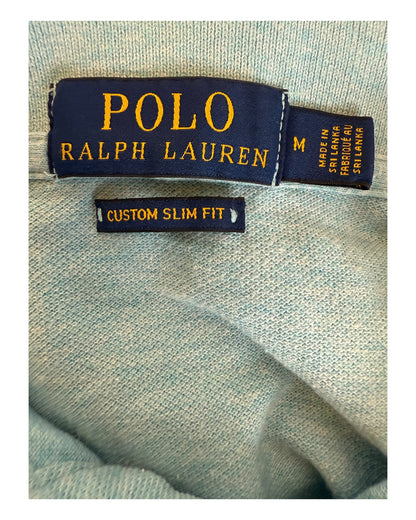 POLO
RALPH LAUREN
M
MADE IN
SRI LANKA
FABRIQUÉ AU
SRI LANKA
CUSTOM SLIM FIT